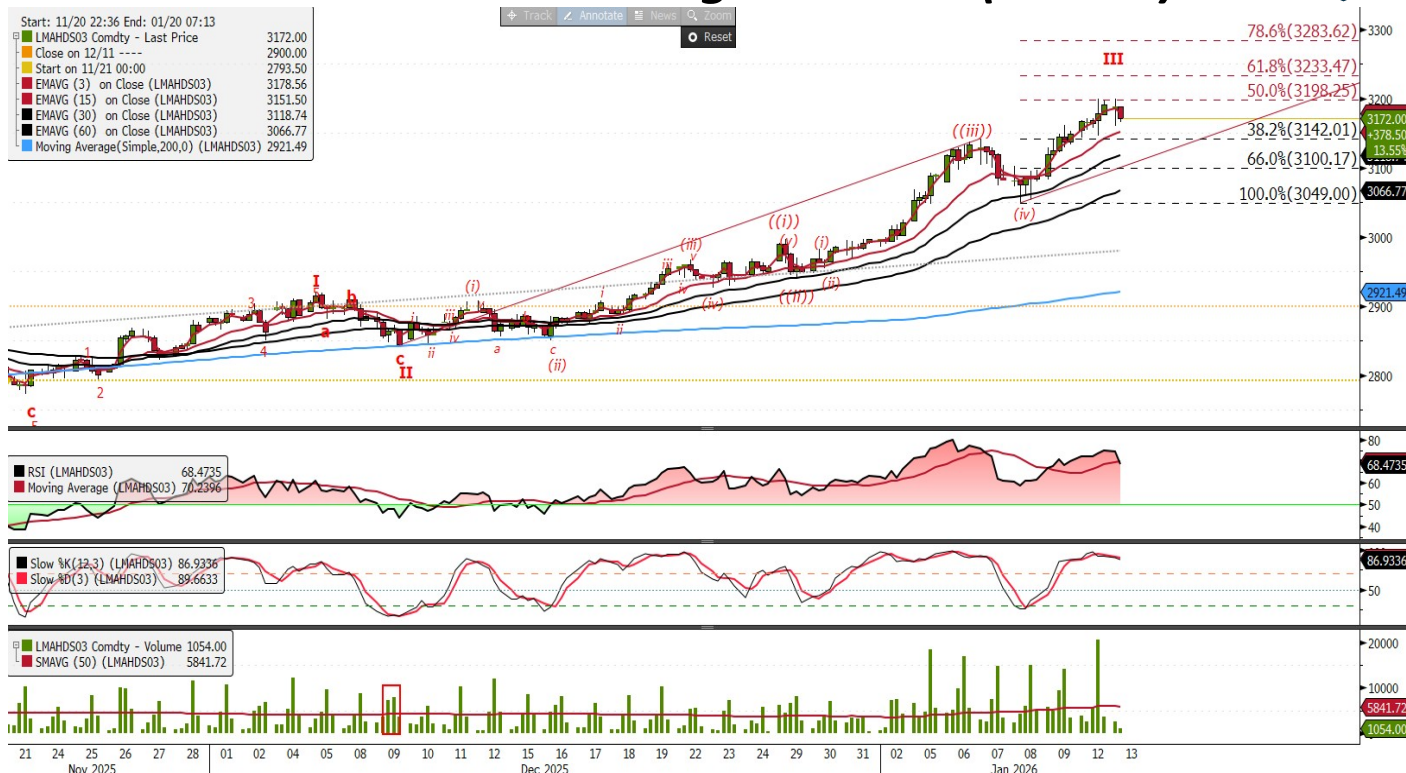 Track Annotate News Zoom
Reset
Start: 11/20 22:36 End: 01/20 07:13
LMAHDS03 Comdty - Last Price 3172.00
Close on 12/11 ---- 2900.00
Start on 11/21 00:00 2793.50
EMAVG (3) on Close (LMAHDS03) 3178.56
EMAVG (15) on Close (LMAHDS03) 3151.50
EMAVG (30) on Close (LMAHDS03) 3118.74
EMAVG (60) on Close (LMAHDS03) 3066.77
Moving Average(Simple,200,0) (LMAHDS03) 2921.49
78.6%(3283.62)
III
61.8%(3233.47)
50.0%(3198.25)
38.2%(3142.01)
66.0%(3100.17)
100.0%(3049.00)
((iii))
(iv)
((i))
(v)
(i)
(ii)
((ii))
(iii)
iii
v
iv
(iv)
i
ii
(i)
v
iii
i
iv
ii
a
c
(ii)
I
5
b
3
a
4
c
II
1
2
c
3300
3200
3172.00
+378.50
13.55%
3100
3066.77
3000
2921.49
2900
2800
RSI (LMAHDS03) 68.4735
Moving Average (LMAHDS03) 70.2396
80
68.4735
60
50
40
Slow %K(12,3) (LMAHDS03) 86.9336
Slow %D(3) (LMAHDS03) 89.6633
86.9336
50
LMAHDS03 Comdty - Volume 1054.00
SMAVG (50) (LMAHDS03) 5841.72
20000
10000
5841.72
1054.00
21 24 25 26 27 28 01 02 03 04 05 08 09 10 11 12 15 16 17 18 19 22 23 24 29 30 31 02 05 06 07 08 09 12 13
Nov 2025 Dec 2025 Jan 2026